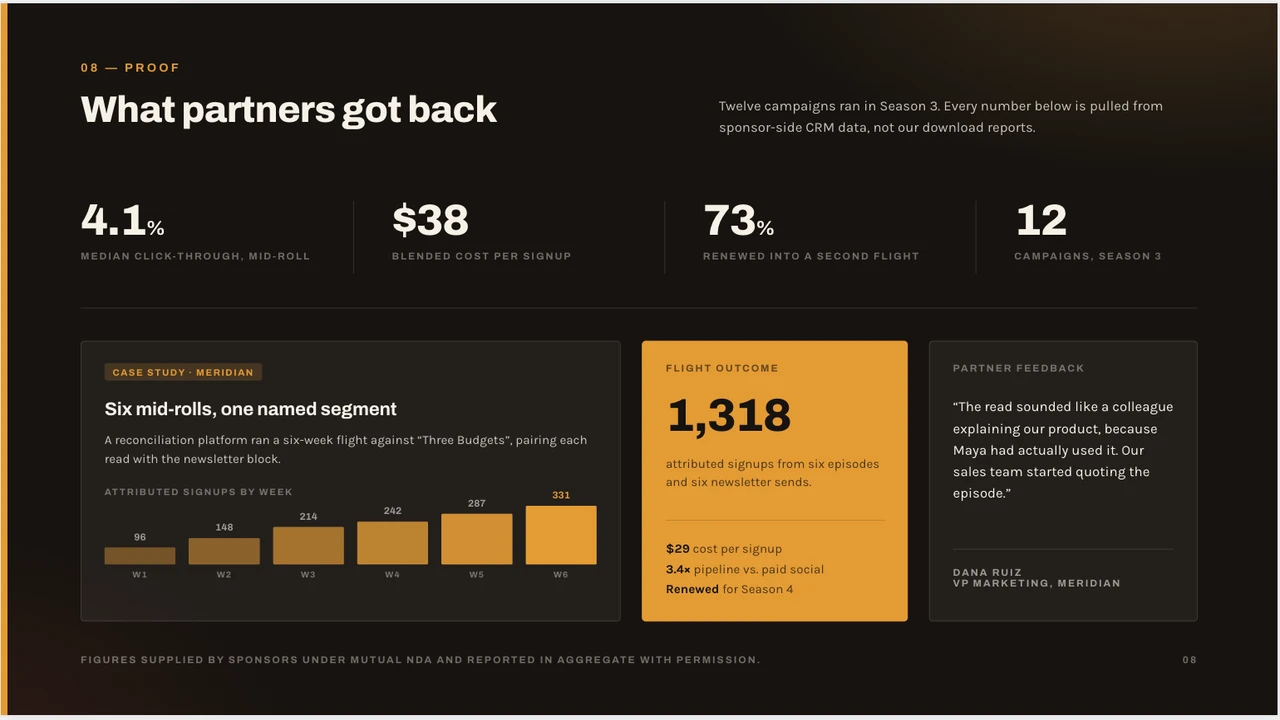 08 — PROOF
What partners got back
Twelve campaigns ran in Season 3. Every number below is pulled from
sponsor-side CRM data, not our download reports.
4.1%
MEDIAN CLICK-THROUGH, MID-ROLL
$38
BLENDED COST PER SIGNUP
73%
RENEWED INTO A SECOND FLIGHT
12
CAMPAIGNS, SEASON 3
CASE STUDY · MERIDIAN
Six mid-rolls, one named segment
A reconciliation platform ran a six-week flight against “Three Budgets”, pairing each
read with the newsletter block.
ATTRIBUTED SIGNUPS BY WEEK
96
148
214
242
287
331
W1
W2
W3
W4
W5
W6
FLIGHT OUTCOME
1,318
attributed signups from six episodes
and six newsletter sends.
$29 cost per signup
3.4× pipeline vs. paid social
Renewed for Season 4
PARTNER FEEDBACK
“The read sounded like a colleague
explaining our product, because
Maya had actually used it. Our
sales team started quoting the
episode.”
DANA RUIZ
VP MARKETING, MERIDIAN
FIGURES SUPPLIED BY SPONSORS UNDER MUTUAL NDA AND REPORTED IN AGGREGATE WITH PERMISSION.
08